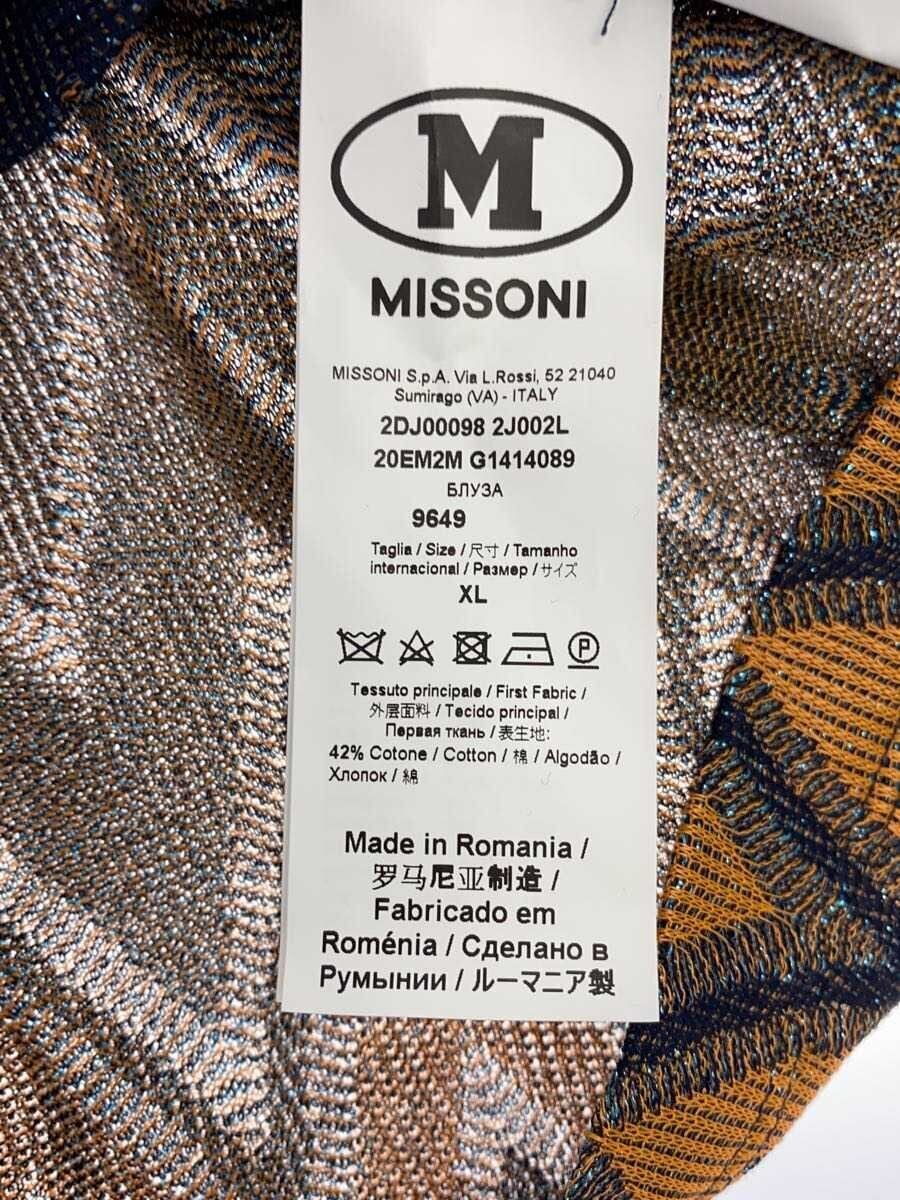 M
MISSONI
MISSONI S.p.A. Via L.Rossi, 52 21040
Sumirago (VA) - ITALY
2DJ00098 2J002L
20EM2M G1414089
БЛУЗА
9649
Taglia / Size / 尺寸 / Tamanho
internacional / Размер / サイズ
XL
P
Tessuto principale / First Fabric /
外层面料 / Tecido principal /
Первая ткань / 表生地:
42% Cotone / Cotton / 棉 / Algodão /
Хлопок / 綿
Made in Romania /
罗马尼亚制造 /
Fabricado em
Roménia / Сделано в
Румынии / ルーマニア製